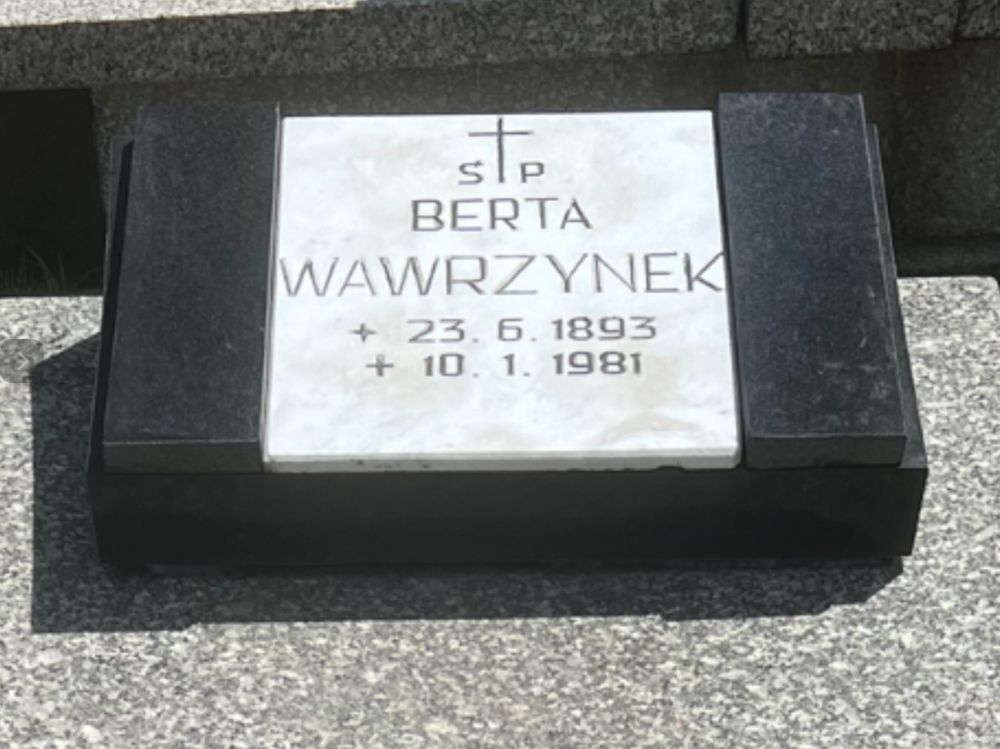 S P
BERTA
WAWRZYNEK
+ 23. 6. 1893
+ 10. 1. 1981